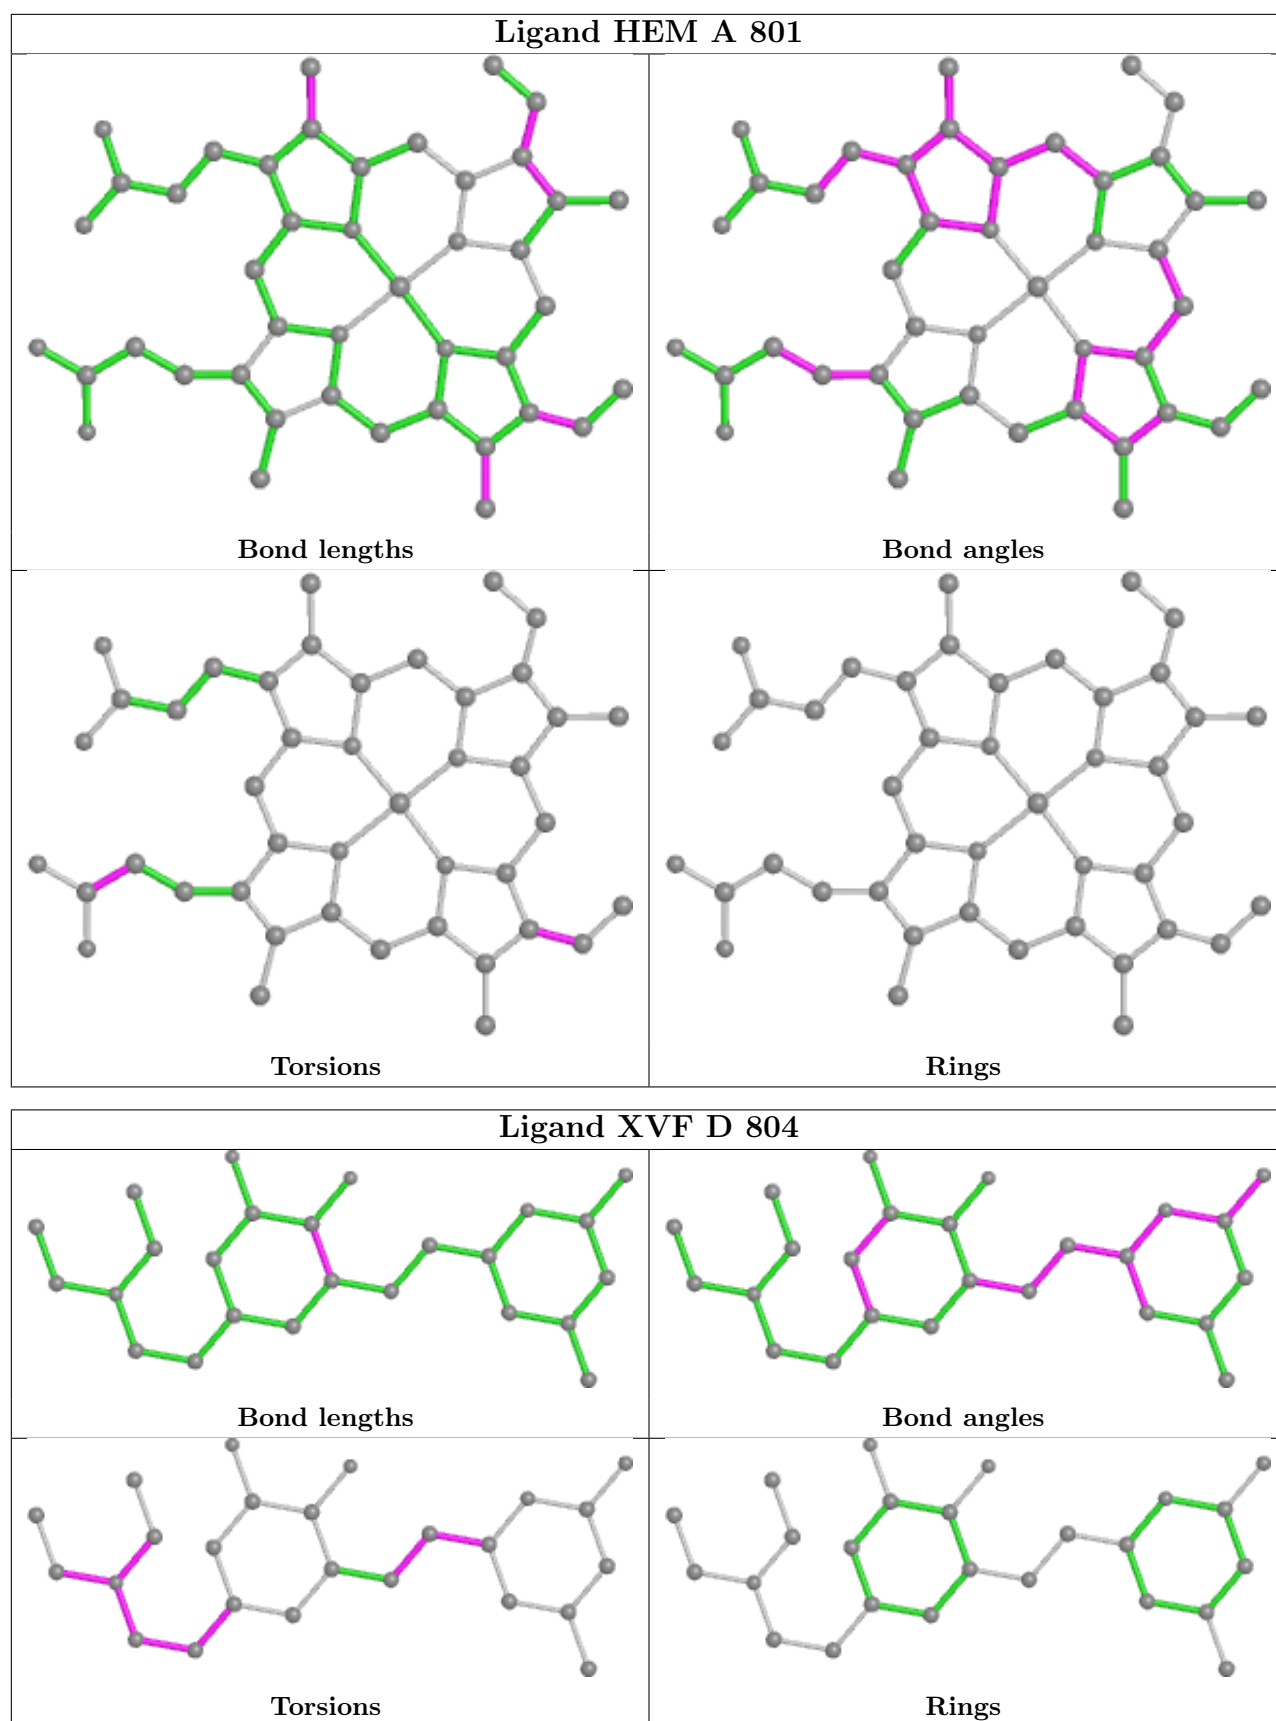 Ligand HEM A 801
Bond lengths
Bond angles
Torsions
Rings
Ligand XVF D 804
Bond lengths
Bond angles
Torsions
Rings